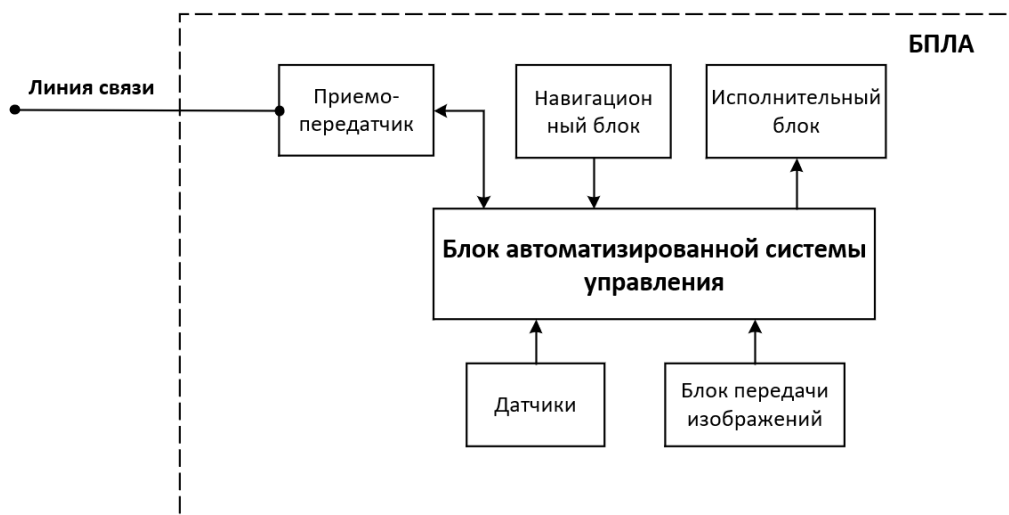 БПЛА
Линия связи
Приемо-
передатчик
Навигацион
ный блок
Исполнительный
блок
Блок автоматизированной системы
управления
Датчики
Блок передачи
изображений